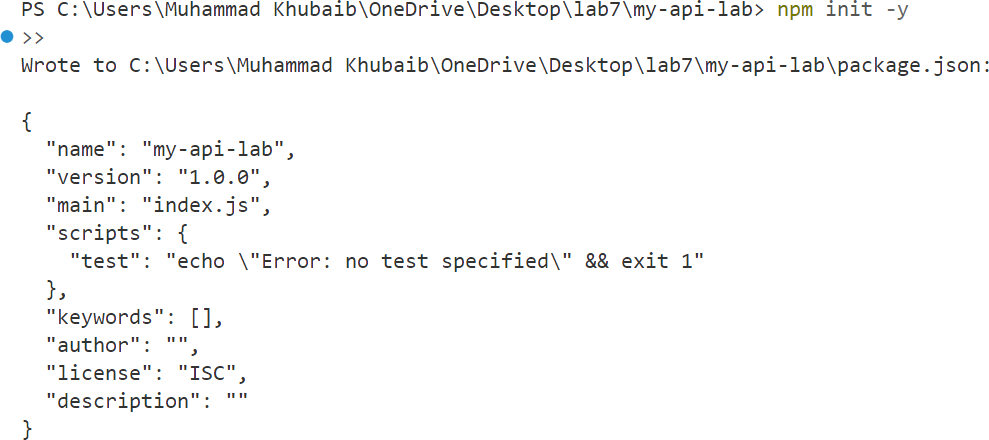 PS C:\Users\Muhammad Khubaib\OneDrive\Desktop\lab7\my-api-lab> npm init -y
>>
Wrote to C:\Users\Muhammad Khubaib\OneDrive\Desktop\lab7\my-api-lab\package.json:

{
  "name": "my-api-lab",
  "version": "1.0.0",
  "main": "index.js",
  "scripts": {
    "test": "echo \"Error: no test specified\" && exit 1"
  },
  "keywords": [],
  "author": "",
  "license": "ISC",
  "description": ""
}